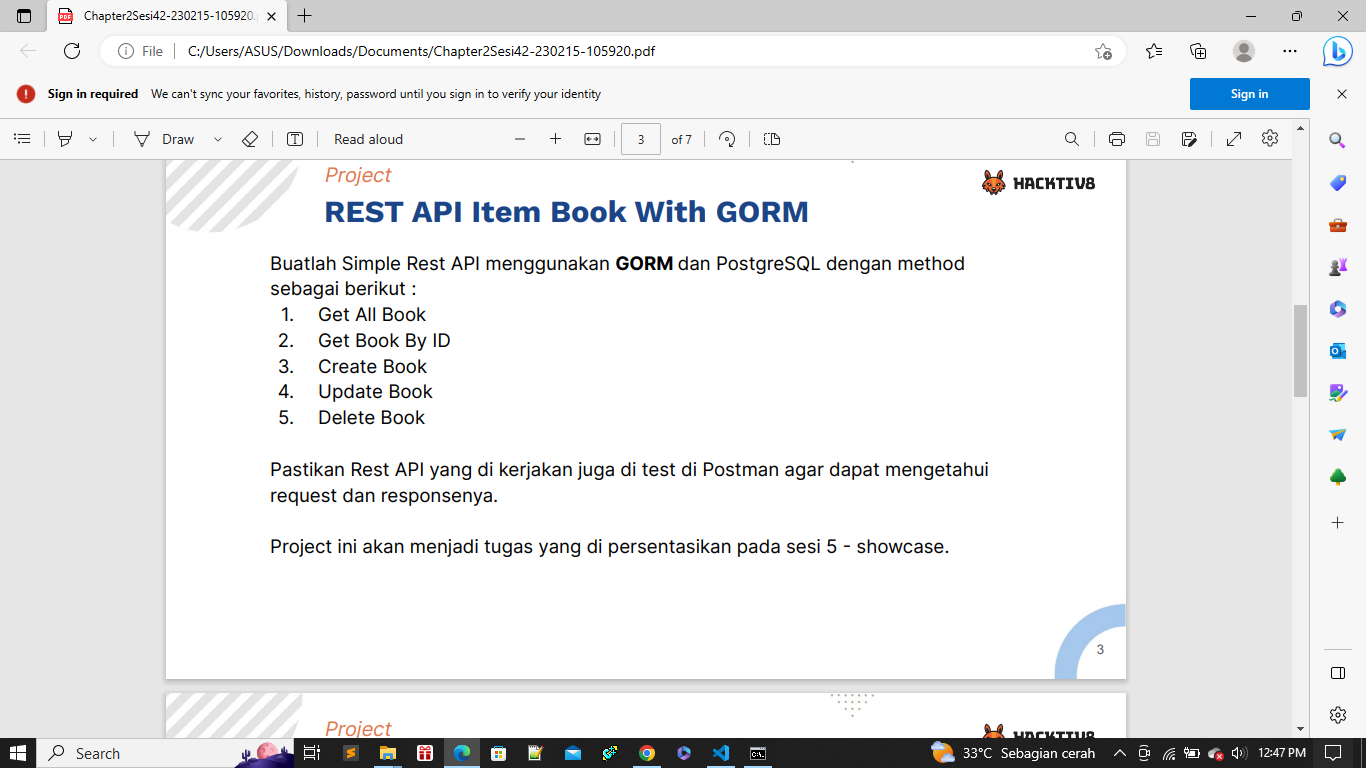 Chapter2Sesi42-230215-105920.p
File
C:/Users/ASUS/Downloads/Documents/Chapter2Sesi42-230215-105920.pdf
Sign in required We can't sync your favorites, history, password until you sign in to verify your identity
Sign in
Draw
Read aloud
3 of 7
Project
HACKTIV8
REST API Item Book With GORM
Buatlah Simple Rest API menggunakan GORM dan PostgreSQL dengan method
sebagai berikut :
1. Get All Book
2. Get Book By ID
3. Create Book
4. Update Book
5. Delete Book
Pastikan Rest API yang di kerjakan juga di test di Postman agar dapat mengetahui
request dan responsenya.
Project ini akan menjadi tugas yang di persentasikan pada sesi 5 - showcase.
3
Project
HACKTIV8
Search
33°C Sebagian cerah
12:47 PM